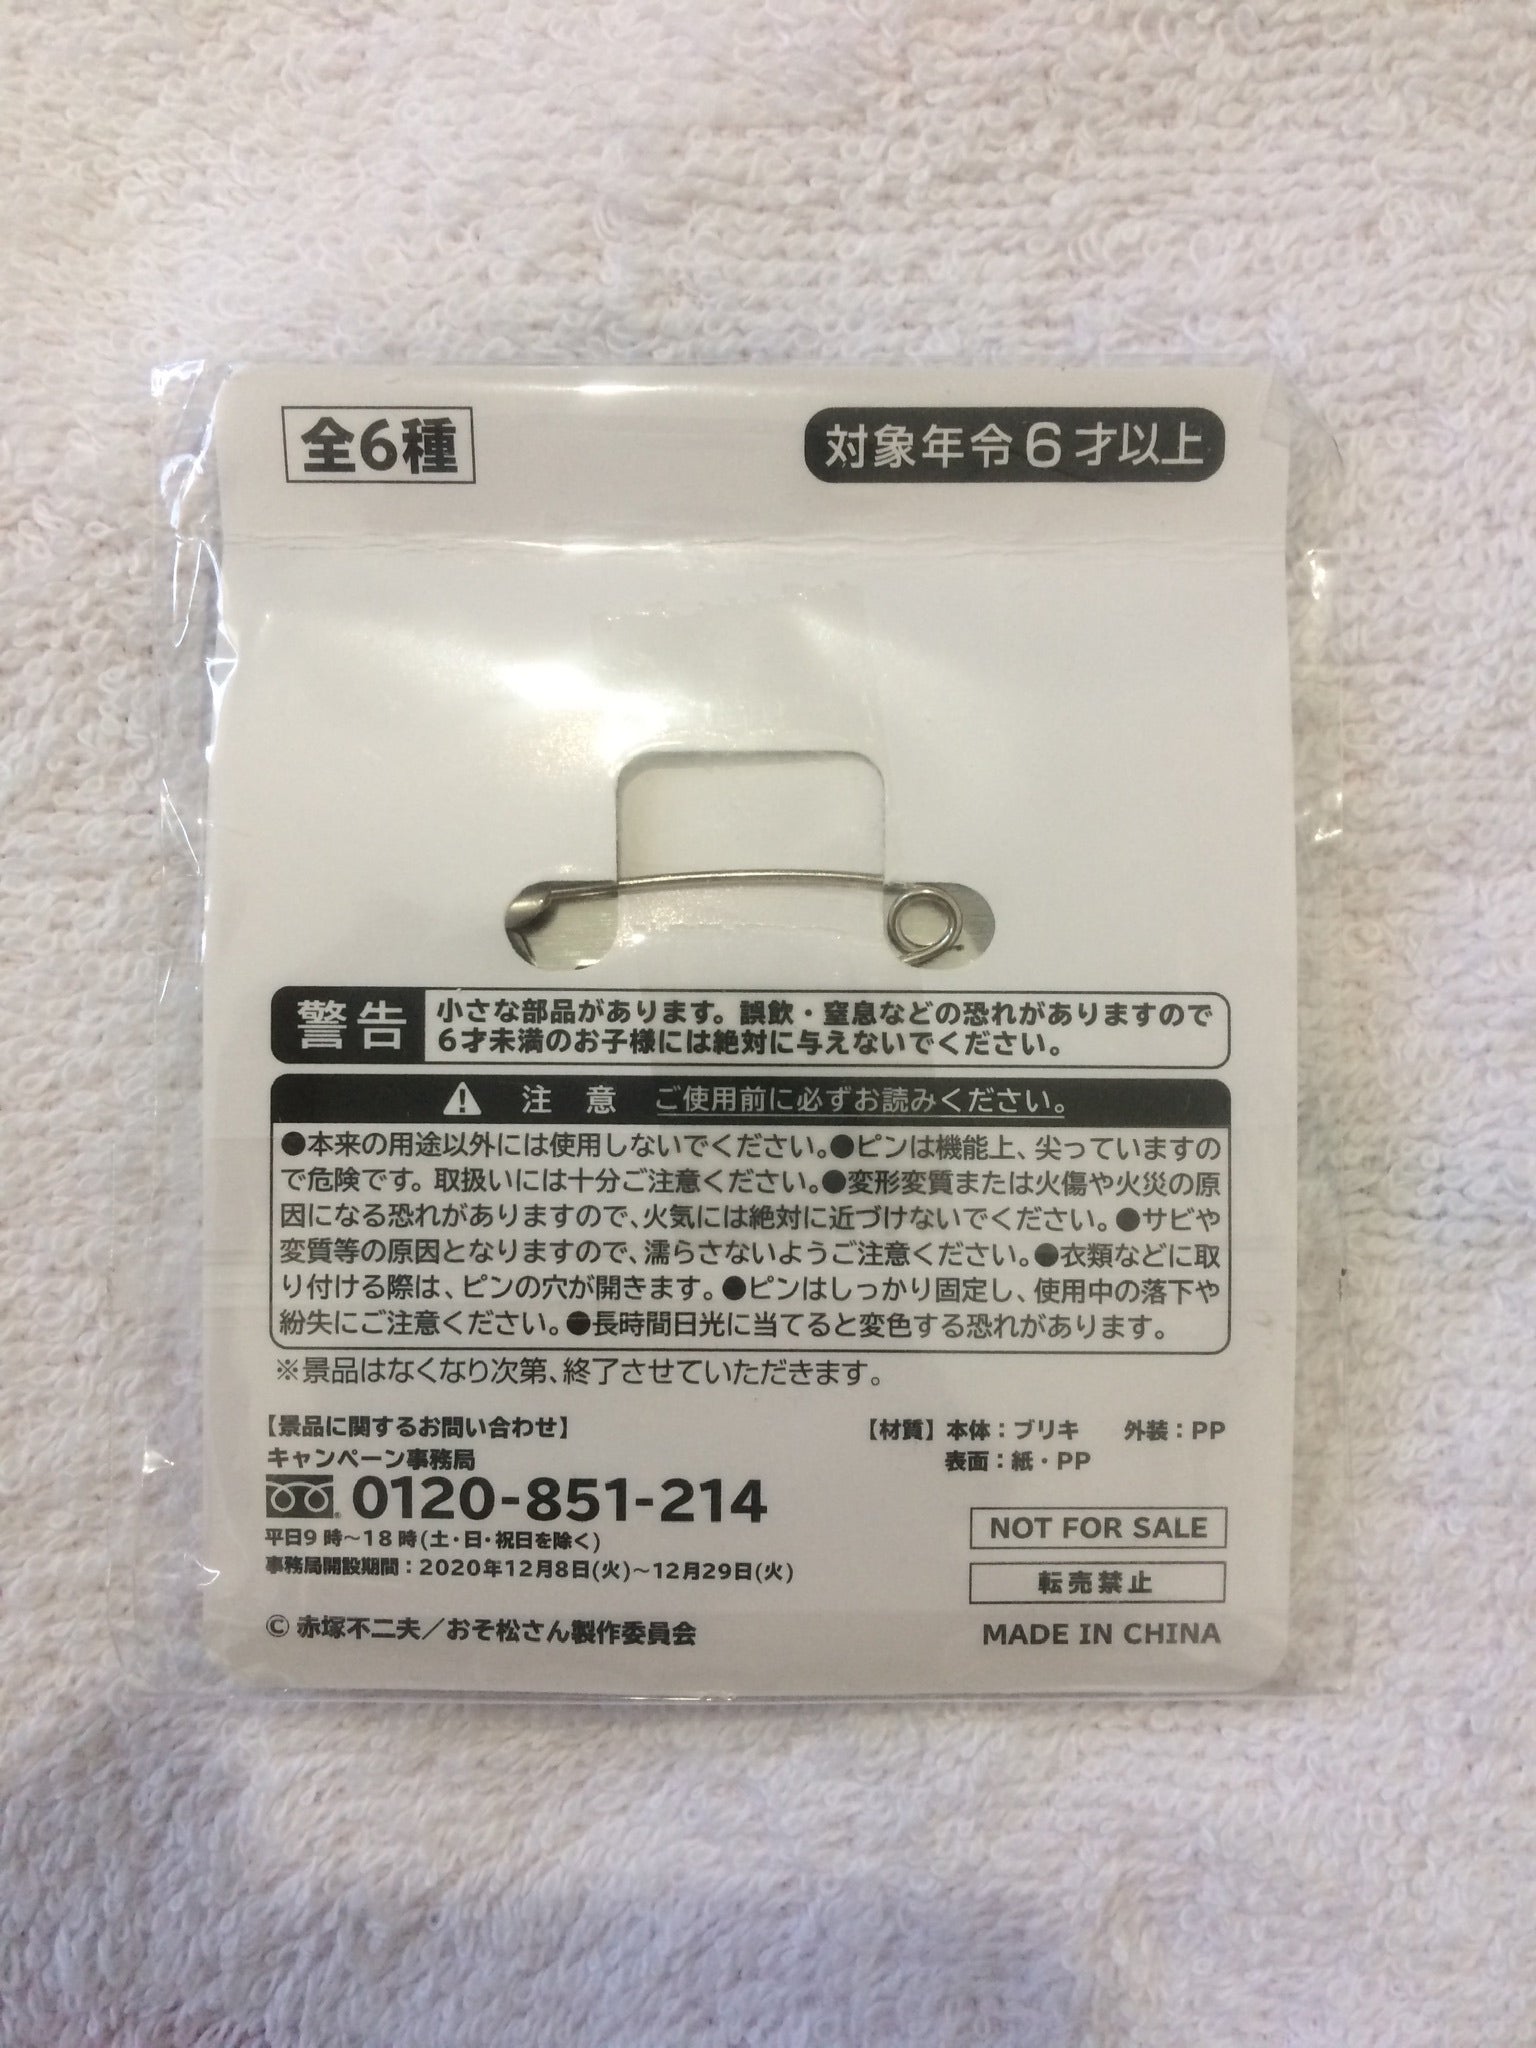 全6種
対象年令6才以上
警告
小さな部品があります。誤飲・窒息などの恐れがありますので
6才未満のお子様には絶対に与えないでください。
注 意 ご使用前に必ずお読みください。
●本来の用途以外には使用しないでください。●ピンは機能上、尖っていますの
で危険です。取扱いには十分ご注意ください。●変形変質または火傷や火災の原
因になる恐れがありますので、火気には絶対に近づけないでください。●サビや
変質等の原因となりますので、濡らさないようご注意ください。●衣類などに取
り付ける際は、ピンの穴が開きます。●ピンはしっかり固定し、使用中の落下や
紛失にご注意ください。●長時間日光に当てると変色する恐れがあります。
※景品はなくなり次第、終了させていただきます。
【景品に関するお問い合わせ】
キャンペーン事務局
0120-851-214
平日9時～18時(土・日・祝日を除く)
事務局開設期間：2020年12月8日(火)～12月29日(火)
© 赤塚不二夫／おそ松さん製作委員会
【材質】本体：ブリキ 外装：PP
表面：紙・PP
NOT FOR SALE
転売禁止
MADE IN CHINA